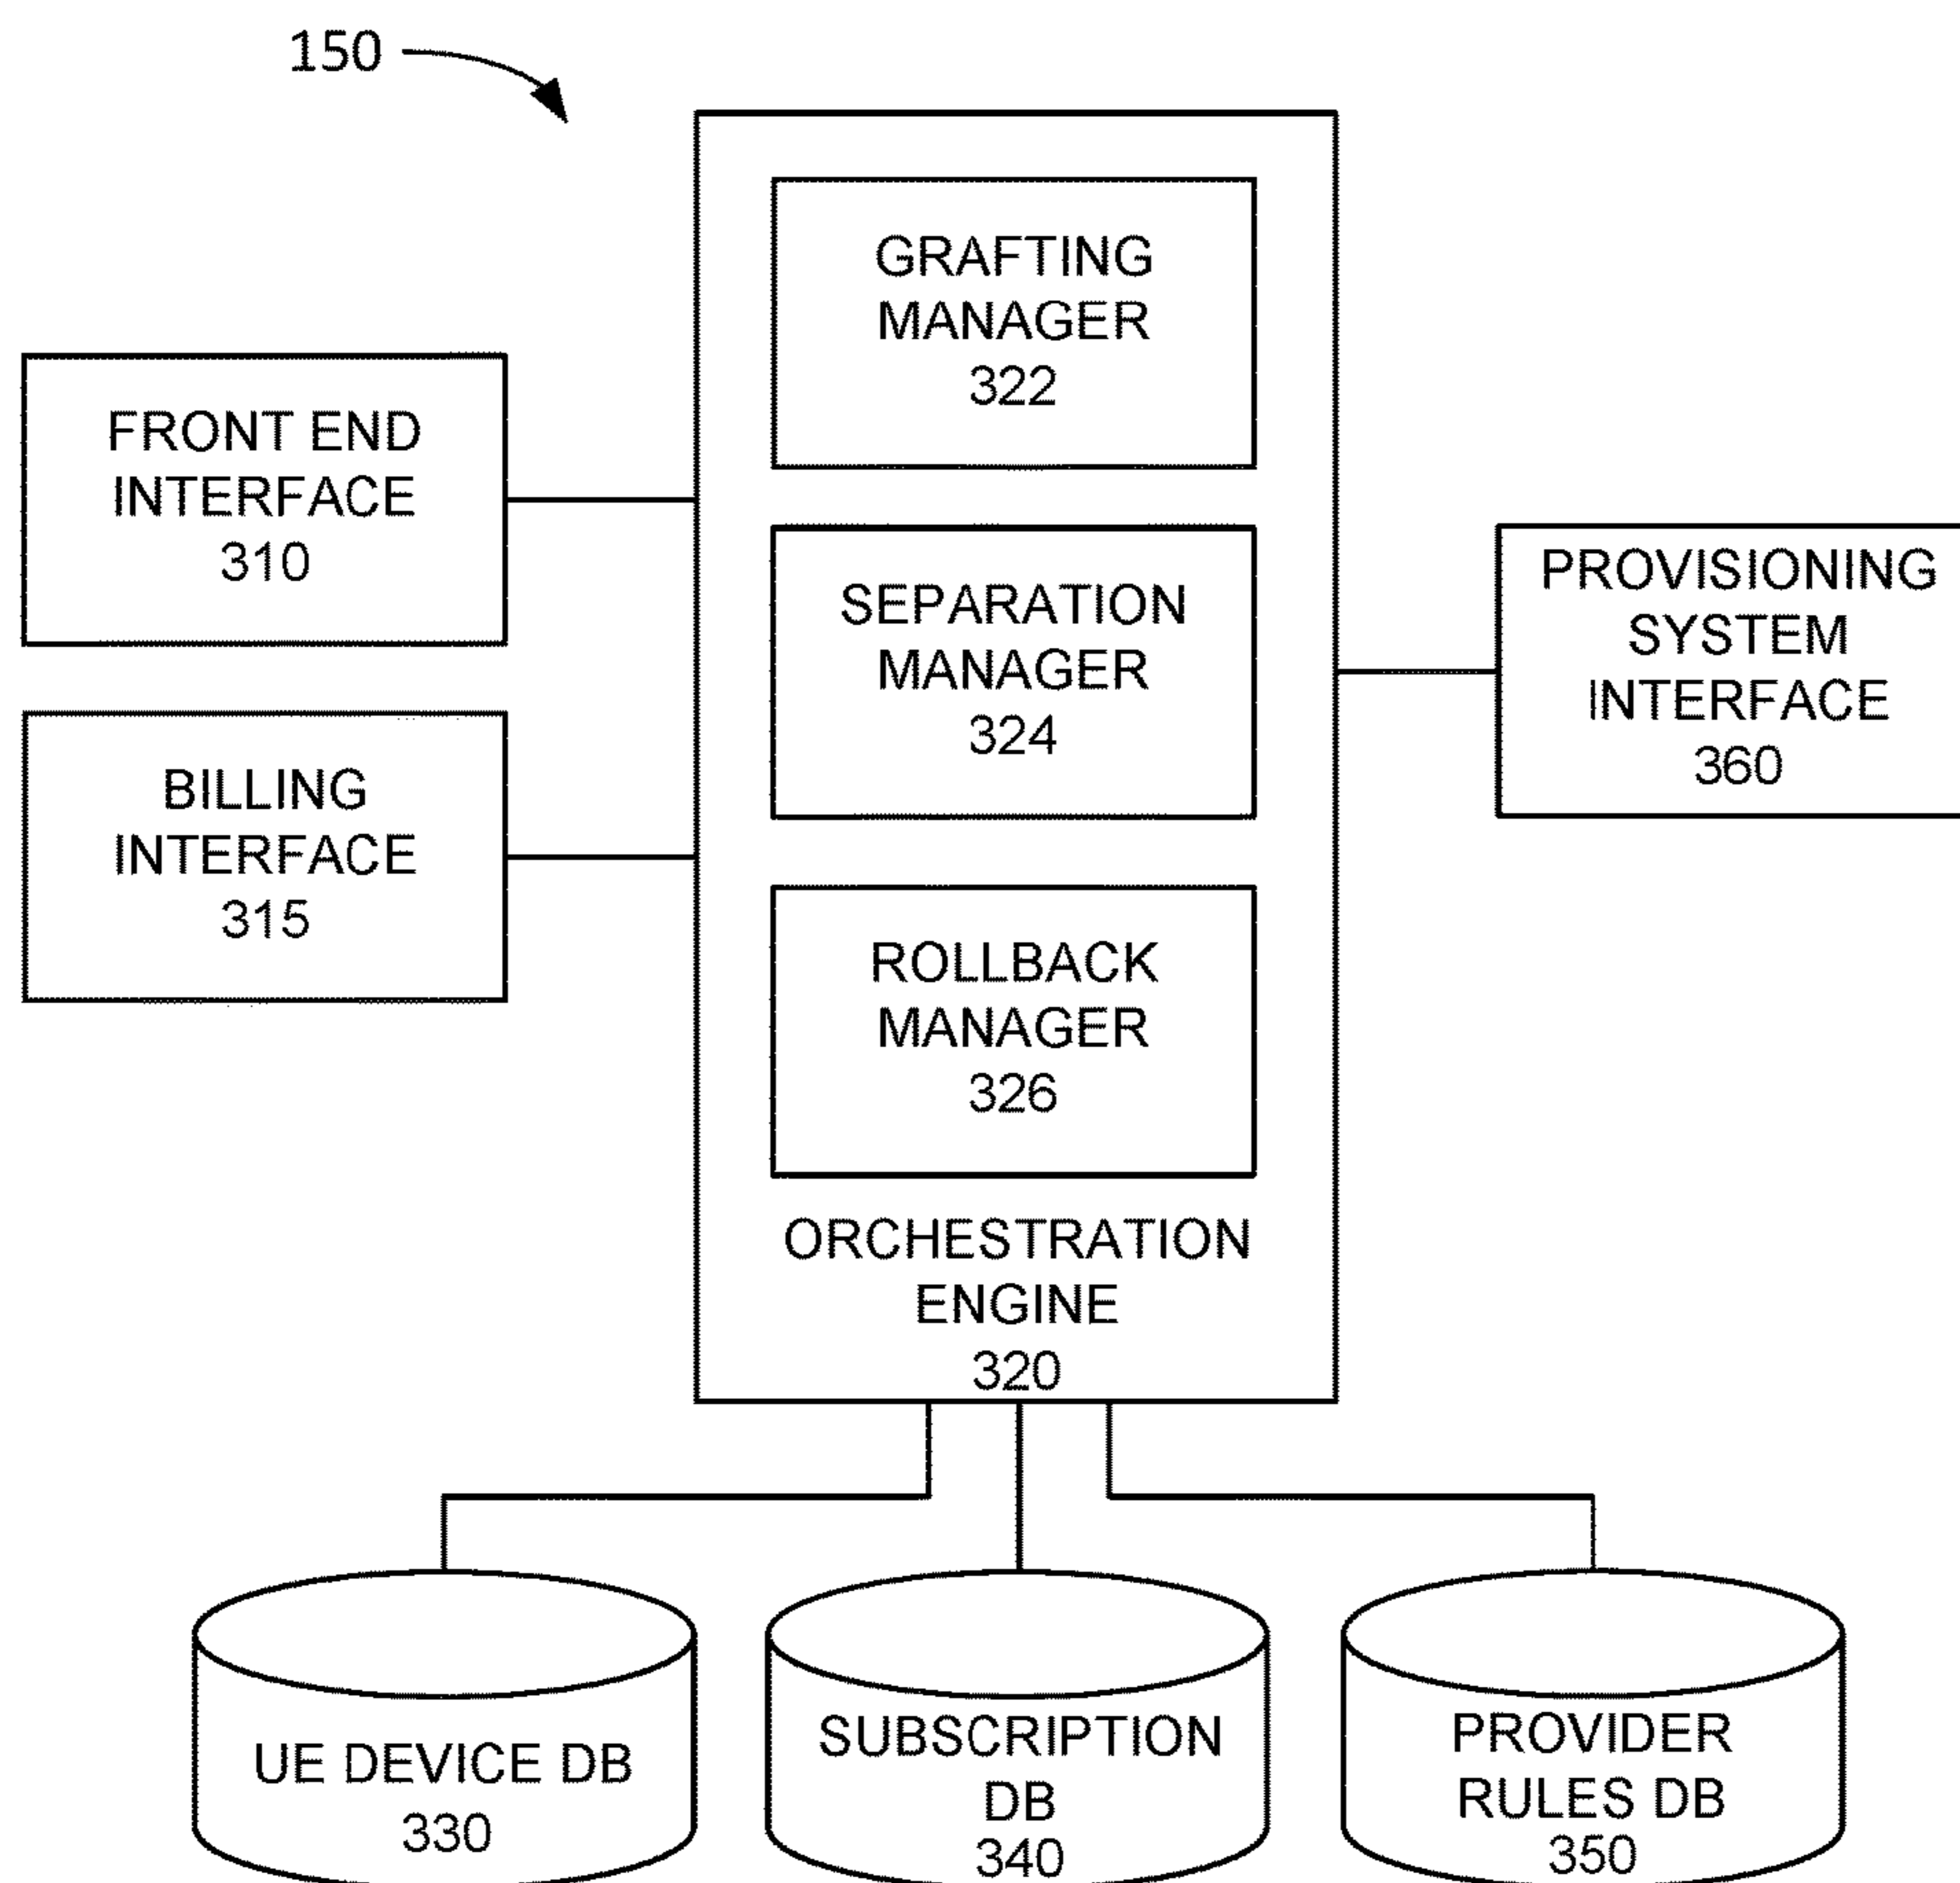 150
GRAFTING
MANAGER
322
FRONT END
INTERFACE
310
SEPARATION
MANAGER
324
PROVISIONING
SYSTEM
INTERFACE
360
BILLING
INTERFACE
315
ROLLBACK
MANAGER
326
ORCHESTRATION
ENGINE
320
UE DEVICE DB
330
SUBSCRIPTION
DB
340
PROVIDER
RULES DB
350